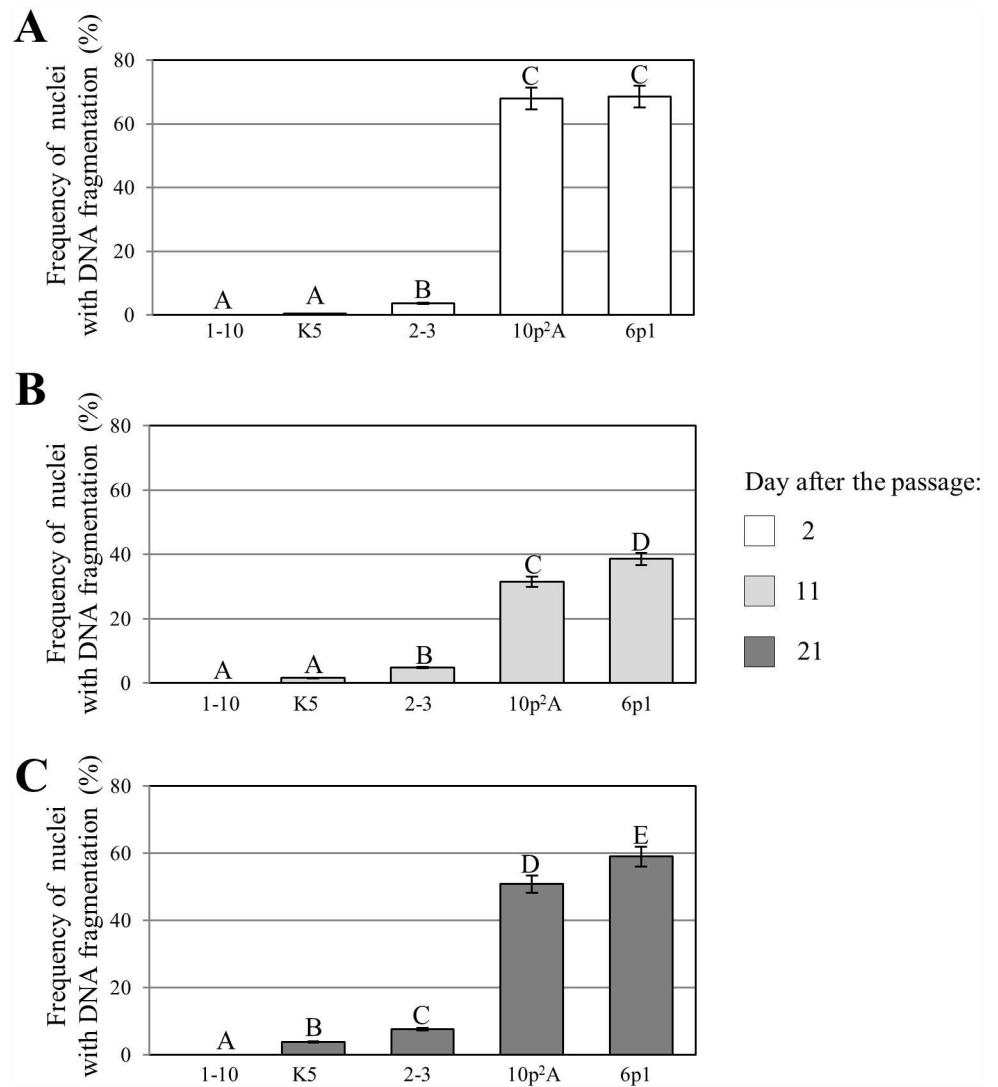 A
Frequency of nuclei
with DNA fragmentation (%)
80
60
40
20
0
A
A
B
C
C
1-10
K5
2-3
10p²A
6p1
B
Frequency of nuclei
with DNA fragmentation (%)
80
60
40
20
0
A
A
B
C
D
1-10
K5
2-3
10p²A
6p1
Day after the passage:
2
11
21
C
Frequency of nuclei
with DNA fragmentation (%)
80
60
40
20
0
A
B
C
D
E
1-10
K5
2-3
10p²A
6p1